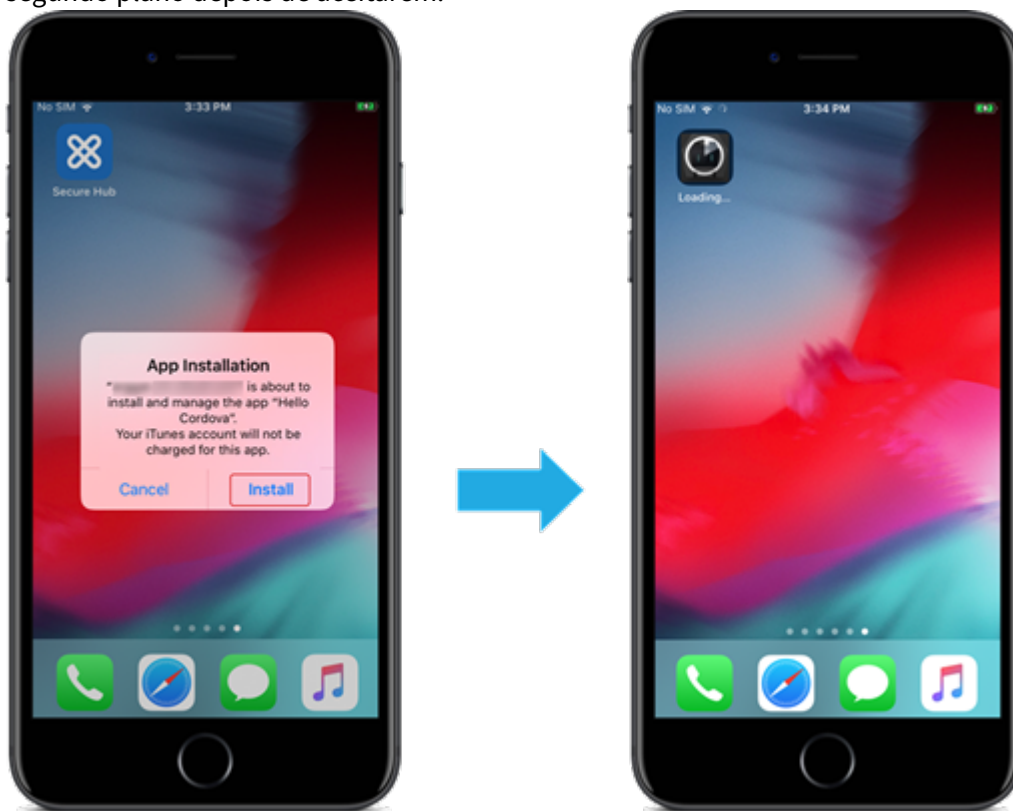 segundo plano depois de aceitarem.
No SIM 3:33 PM
Secure Hub
App Installation
" is about to
install and manage the app "Hello
Cordova".
Your iTunes account will not be
charged for this app.
Cancel Install
No SIM 3:34 PM
Loading...